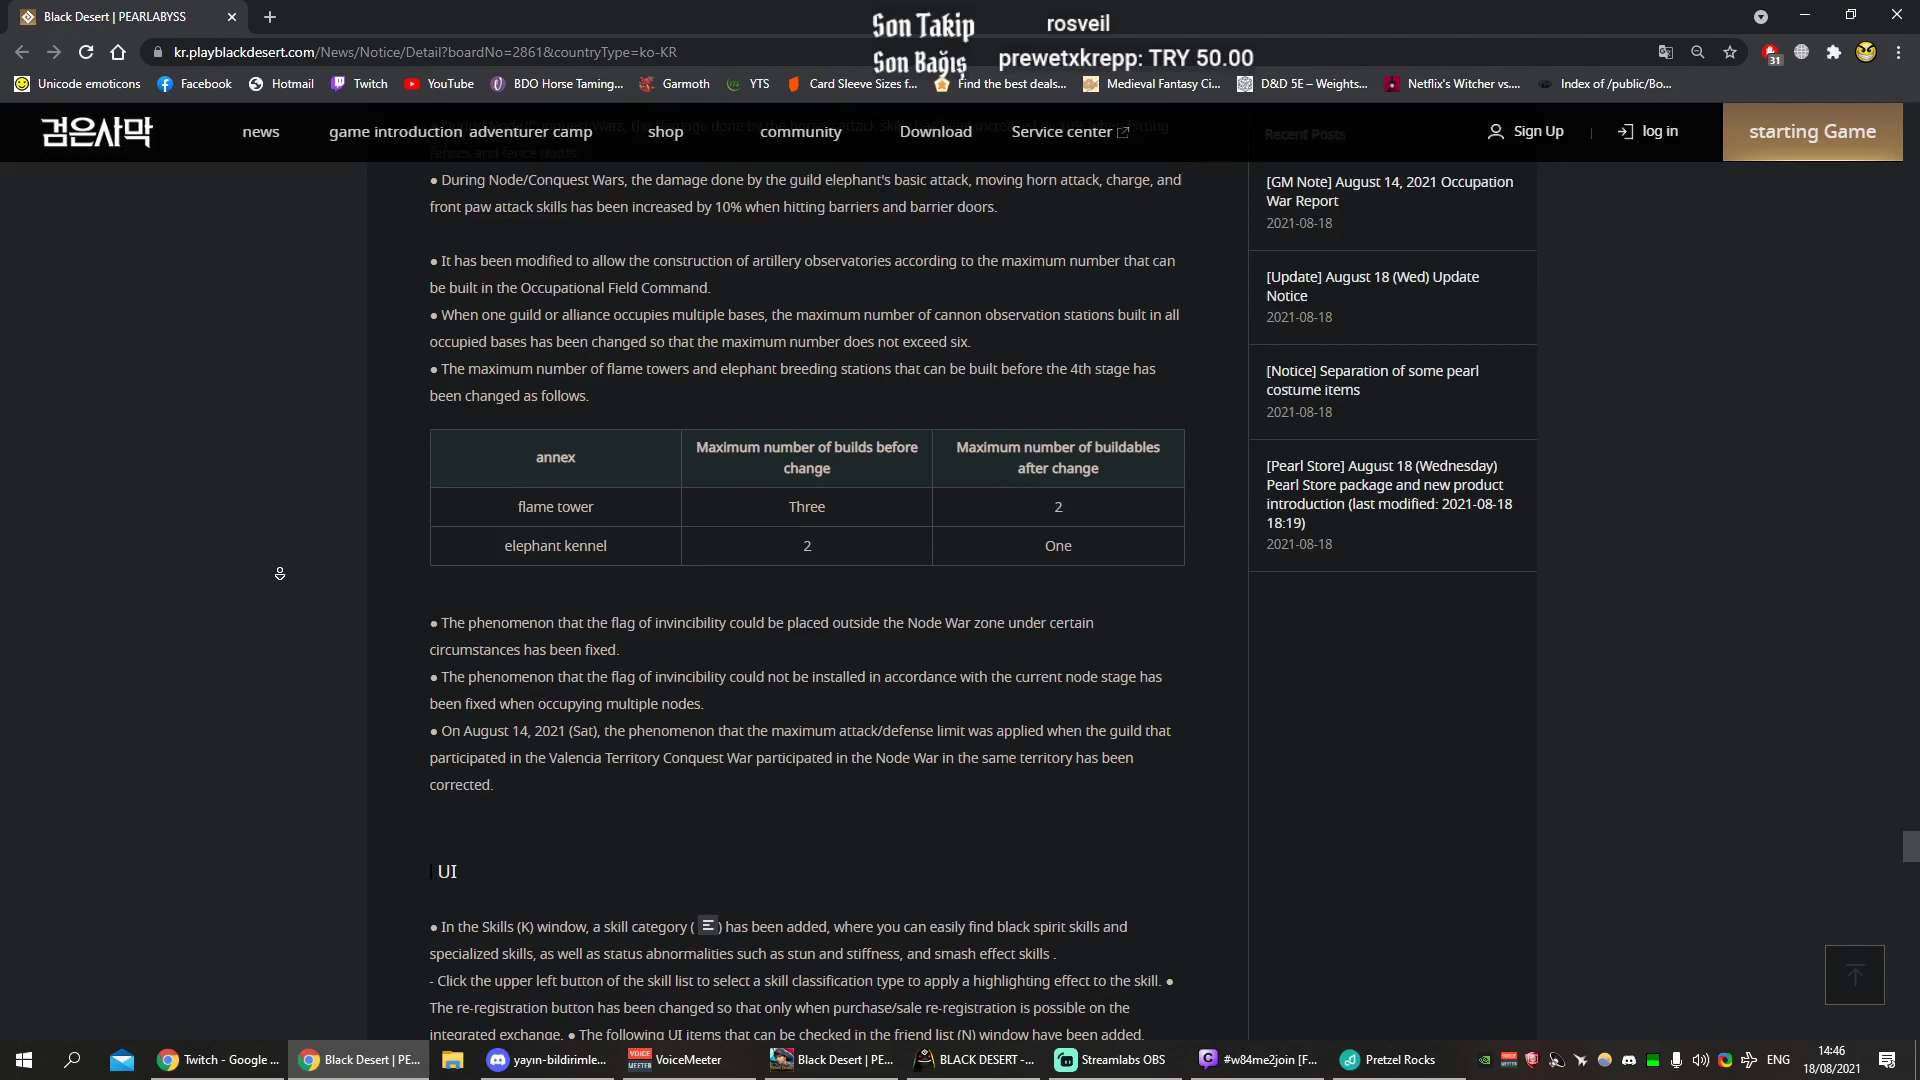 Black Desert | PEARLABYSS
Son Takip
rosveil
Son Bağış
prewetxkrepp: TRY 50.00
kr.playblackdesert.com/News/Notice/Detail?boardNo=2861&countryType=ko-KR
31
Unicode emoticons
Facebook
Hotmail
Twitch
YouTube
BDO Horse Taming...
Garmoth
YTS
Card Sleeve Sizes f...
Find the best deals...
Medieval Fantasy Ci...
D&D 5E – Weights...
Netflix's Witcher vs....
Index of /public/Bo...
검은사막
news
game introduction
adventurer camp
shop
community
Download
Service center
Sign Up
log in
starting Game
Recent Posts
● During Node/Conquest Wars, the damage done by the guild elephant's basic attack, moving horn attack, charge, and
front paw attack skills has been increased by 10% when hitting barriers and barrier doors.
● It has been modified to allow the construction of artillery observatories according to the maximum number that can
be built in the Occupational Field Command.
● When one guild or alliance occupies multiple bases, the maximum number of cannon observation stations built in all
occupied bases has been changed so that the maximum number does not exceed six.
● The maximum number of flame towers and elephant breeding stations that can be built before the 4th stage has
been changed as follows.
annex
Maximum number of builds before
change
Maximum number of buildables
after change
flame tower
Three
2
elephant kennel
2
One
● The phenomenon that the flag of invincibility could be placed outside the Node War zone under certain
circumstances has been fixed.
● The phenomenon that the flag of invincibility could not be installed in accordance with the current node stage has
been fixed when occupying multiple nodes.
● On August 14, 2021 (Sat), the phenomenon that the maximum attack/defense limit was applied when the guild that
participated in the Valencia Territory Conquest War participated in the Node War in the same territory has been
corrected.
UI
● In the Skills (K) window, a skill category ( ) has been added, where you can easily find black spirit skills and
specialized skills, as well as status abnormalities such as stun and stiffness, and smash effect skills .
- Click the upper left button of the skill list to select a skill classification type to apply a highlighting effect to the skill. ●
The re-registration button has been changed so that only when purchase/sale re-registration is possible on the
integrated exchange. ● The following UI items that can be checked in the friend list (N) window have been added.
[GM Note] August 14, 2021 Occupation
War Report
2021-08-18
[Update] August 18 (Wed) Update
Notice
2021-08-18
[Notice] Separation of some pearl
costume items
2021-08-18
[Pearl Store] August 18 (Wednesday)
Pearl Store package and new product
introduction (last modified: 2021-08-18
18:19)
2021-08-18
Twitch - Google ...
Black Desert | PE...
yayın-bildirimle...
VoiceMeeter
Black Desert | PE...
BLACK DESERT -...
Streamlabs OBS
#w84me2join [F...
Pretzel Rocks
ENG
14:46
18/08/2021